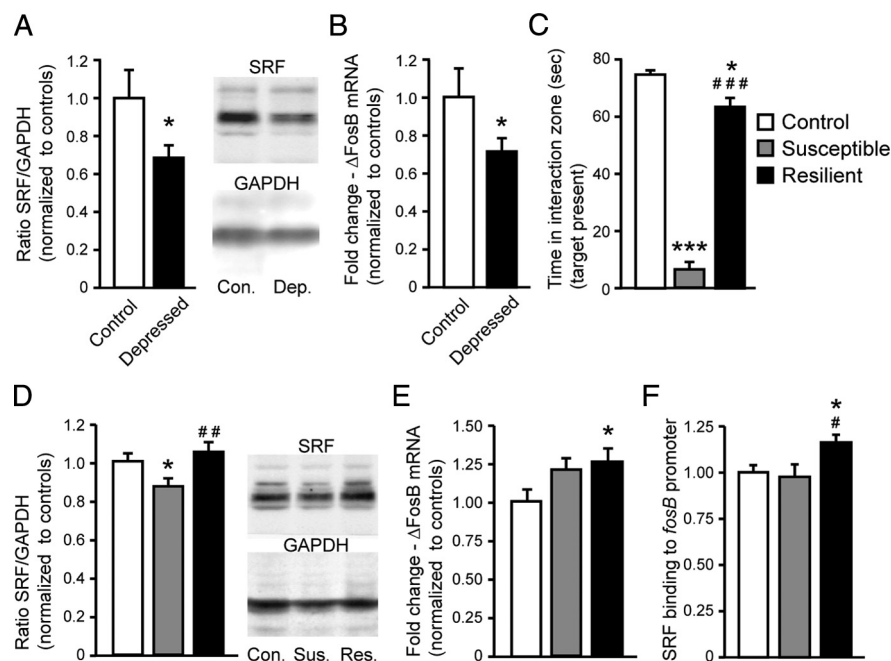 A
Ratio SRF/GAPDH
(normalized to controls)
1.2
1.0
0.8
0.6
0.4
0.2
0
*
Control
Depressed
SRF
GAPDH
Con. Dep.
B
Fold change - ΔFosB mRNA
(normalized to controls)
1.2
1.0
0.8
0.6
0.4
0.2
0
*
Control
Depressed
C
Time in interaction zone (sec)
(target present)
80
60
40
20
0
***
*
###
Control
Susceptible
Resilient
D
Ratio SRF/GAPDH
(normalized to controls)
1.2
1.0
0.8
0.6
0.4
0.2
0
*
##
SRF
GAPDH
Con. Sus. Res.
E
Fold change - ΔFosB mRNA
(normalized to controls)
1.50
1.25
1.00
0.75
0.50
0.25
0
*
F
SRF binding to fosB promoter
1.25
1.00
0.75
0.50
0.25
0
*
#